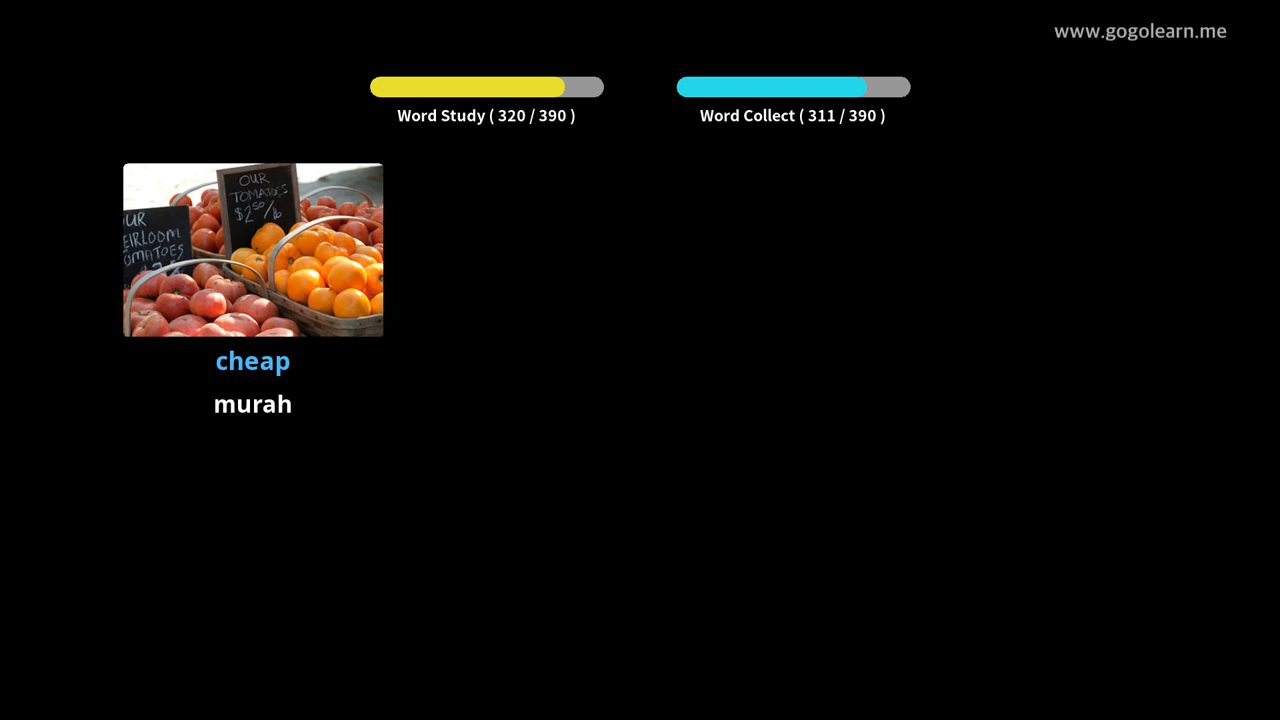 www.gogolearn.me
Word Study ( 320 / 390 )
Word Collect ( 311 / 390 )
OUR
TOMATOES
$2.50/lb
UR
EIRLOOM
OMATOES
cheap
murah